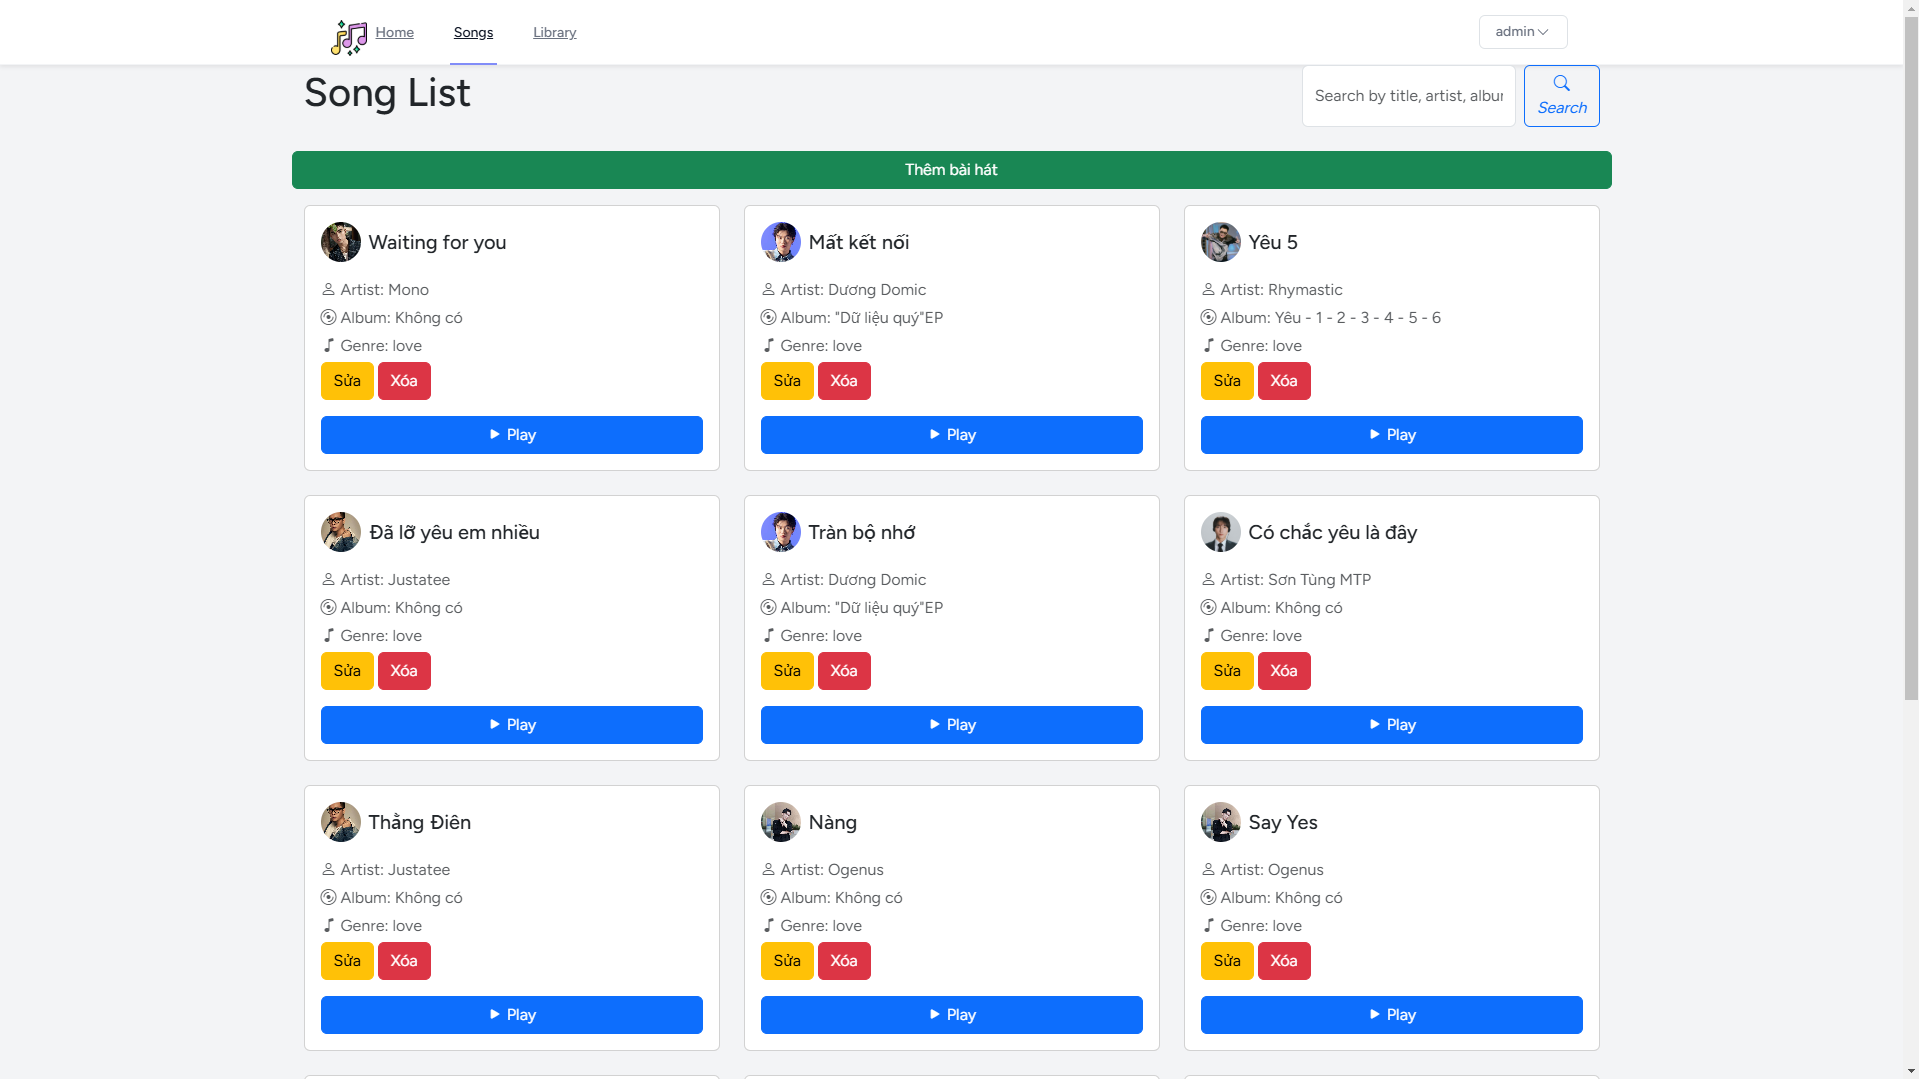 Home
Songs
Library
admin
Song List
Search by title, artist, albur
Search
Thêm bài hát
Waiting for you
Artist: Mono
Album: Không có
Genre: love
Sửa
Xóa
Play
Mất kết nối
Artist: Dương Domic
Album: "Dữ liệu quý"EP
Genre: love
Sửa
Xóa
Play
Yêu 5
Artist: Rhymastic
Album: Yêu - 1 - 2 - 3 - 4 - 5 - 6
Genre: love
Sửa
Xóa
Play
Đã lỡ yêu em nhiều
Artist: Justatee
Album: Không có
Genre: love
Sửa
Xóa
Play
Tràn bộ nhớ
Artist: Dương Domic
Album: "Dữ liệu quý"EP
Genre: love
Sửa
Xóa
Play
Có chắc yêu là đây
Artist: Sơn Tùng MTP
Album: Không có
Genre: love
Sửa
Xóa
Play
Thằng Điên
Artist: Justatee
Album: Không có
Genre: love
Sửa
Xóa
Play
Nàng
Artist: Ogenus
Album: Không có
Genre: love
Sửa
Xóa
Play
Say Yes
Artist: Ogenus
Album: Không có
Genre: love
Sửa
Xóa
Play